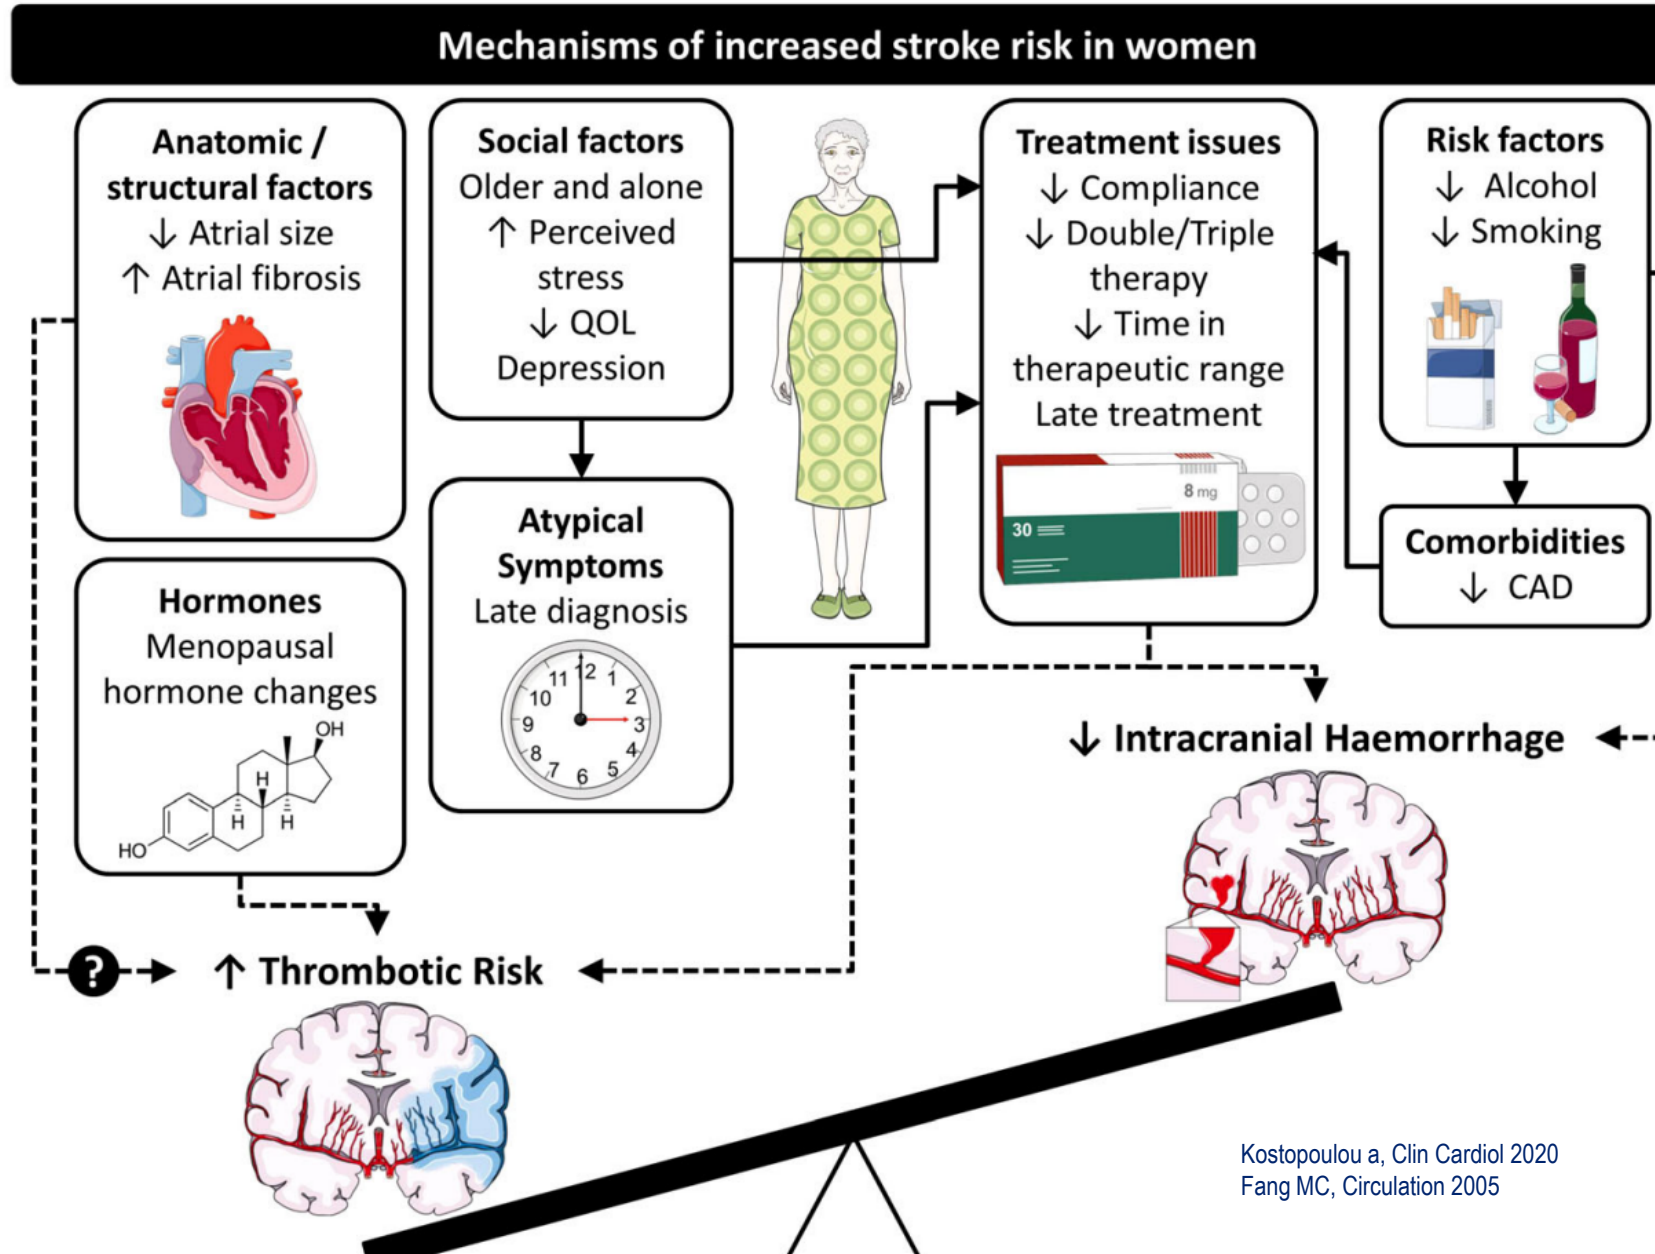 Mechanisms of increased stroke risk in women
Anatomic /
structural factors
↓ Atrial size
↑ Atrial fibrosis
Social factors
Older and alone
↑ Perceived
stress
↓ QOL
Depression
Treatment issues
↓ Compliance
↓ Double/Triple
therapy
↓ Time in
therapeutic range
Late treatment
8 mg
30
Risk factors
↓ Alcohol
↓ Smoking
Atypical
Symptoms
Late diagnosis
12
1
2
3
4
5
6
7
8
9
10
11
Comorbidities
↓ CAD
Hormones
Menopausal
hormone changes
OH
H
H
H
HO
↓ Intracranial Haemorrhage
?
↑ Thrombotic Risk
Kostopoulou a, Clin Cardiol 2020
Fang MC, Circulation 2005